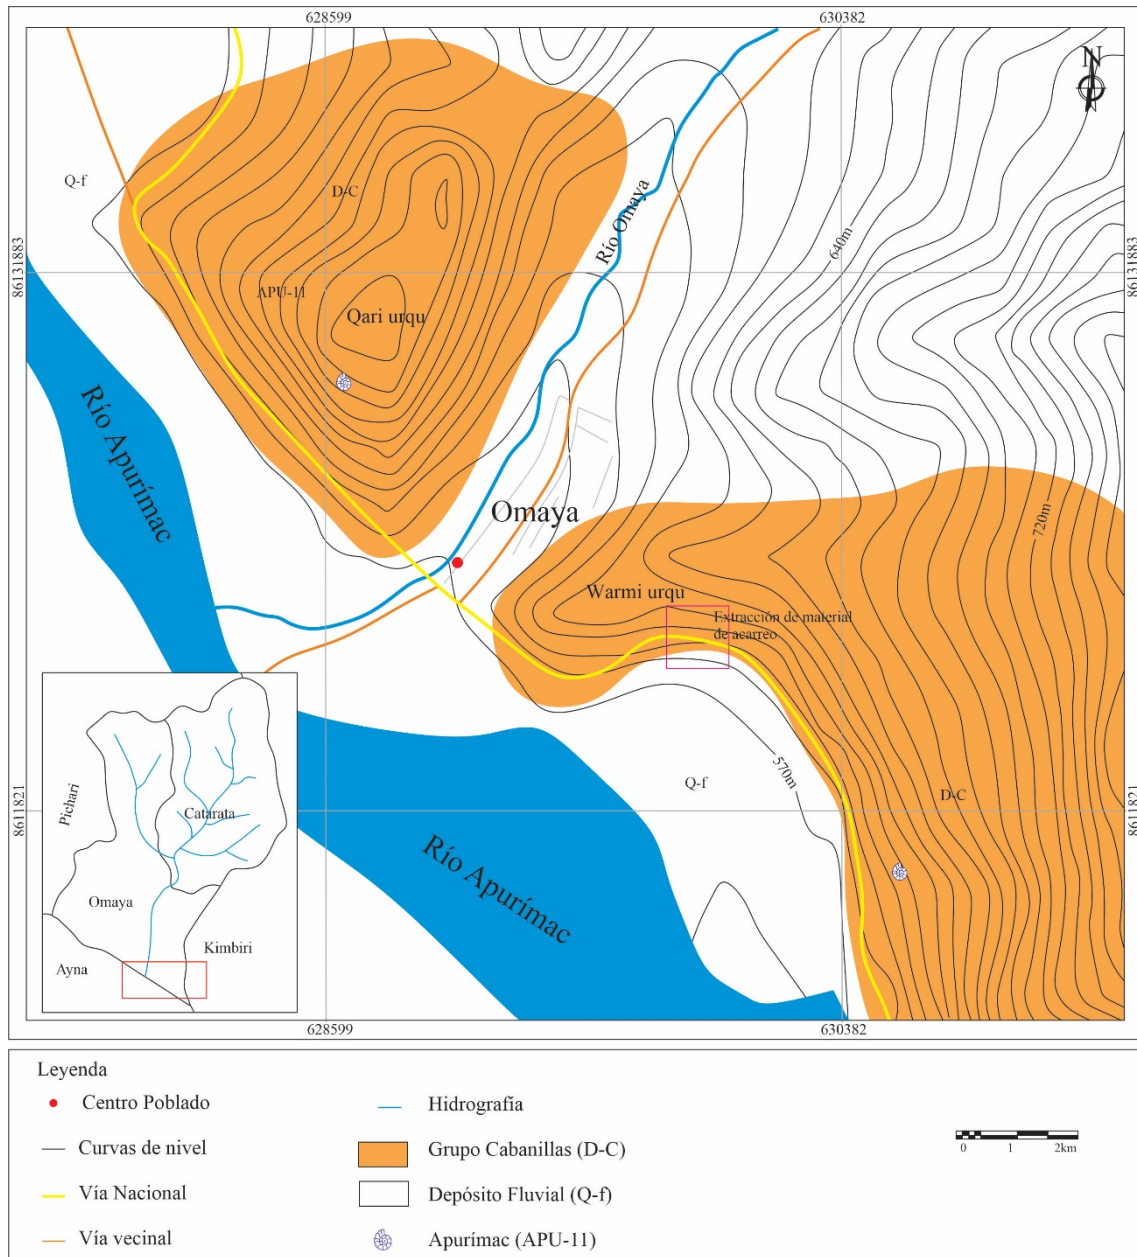 628599
630382
N
Q-f
D-C
Río Omaya
640m
86131883
86131883
APU-11
Qari urqu
Río Apurímac
Omaya
720m
Warmi urqu
Extracción de material
de acarreo
570m
Q-f
D-C
8611821
8611821
Río Apurímac
Pichari
Catarata
Omaya
Kimbiri
Ayna
628599
630382
Leyenda
Centro Poblado
Hidrografía
Curvas de nivel
Grupo Cabanillas (D-C)
0 1 2km
Vía Nacional
Depósito Fluvial (Q-f)
Vía vecinal
Apurímac (APU-11)